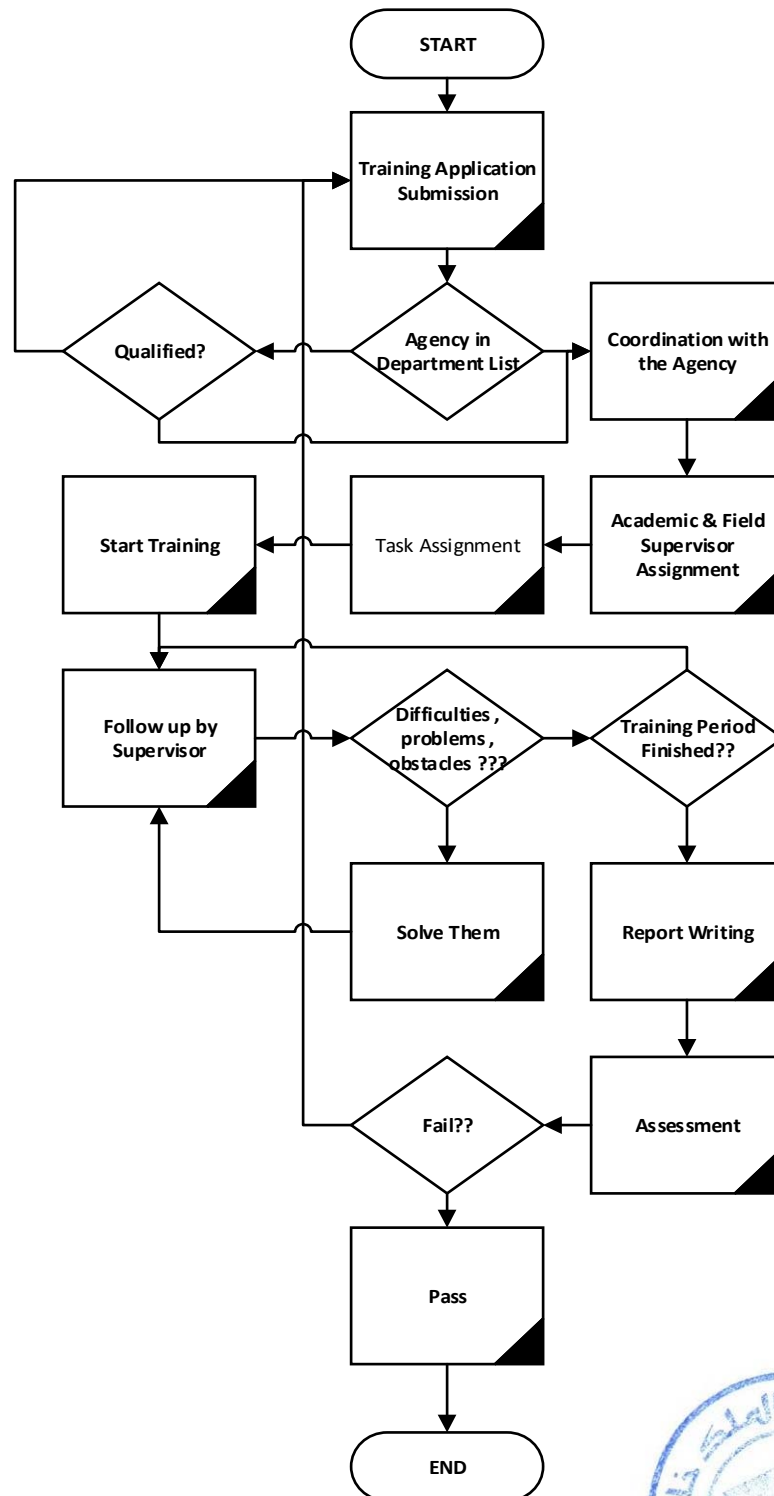 START
Training Application
Submission
Qualified?
Agency in
Department List
Coordination with
the Agency
Start Training
Task Assignment
Academic & Field
Supervisor
Assignment
Follow up by
Supervisor
Difficulties ,
problems ,
obstacles ???
Training Period
Finished??
Solve Them
Report Writing
Fail??
Assessment
Pass
END